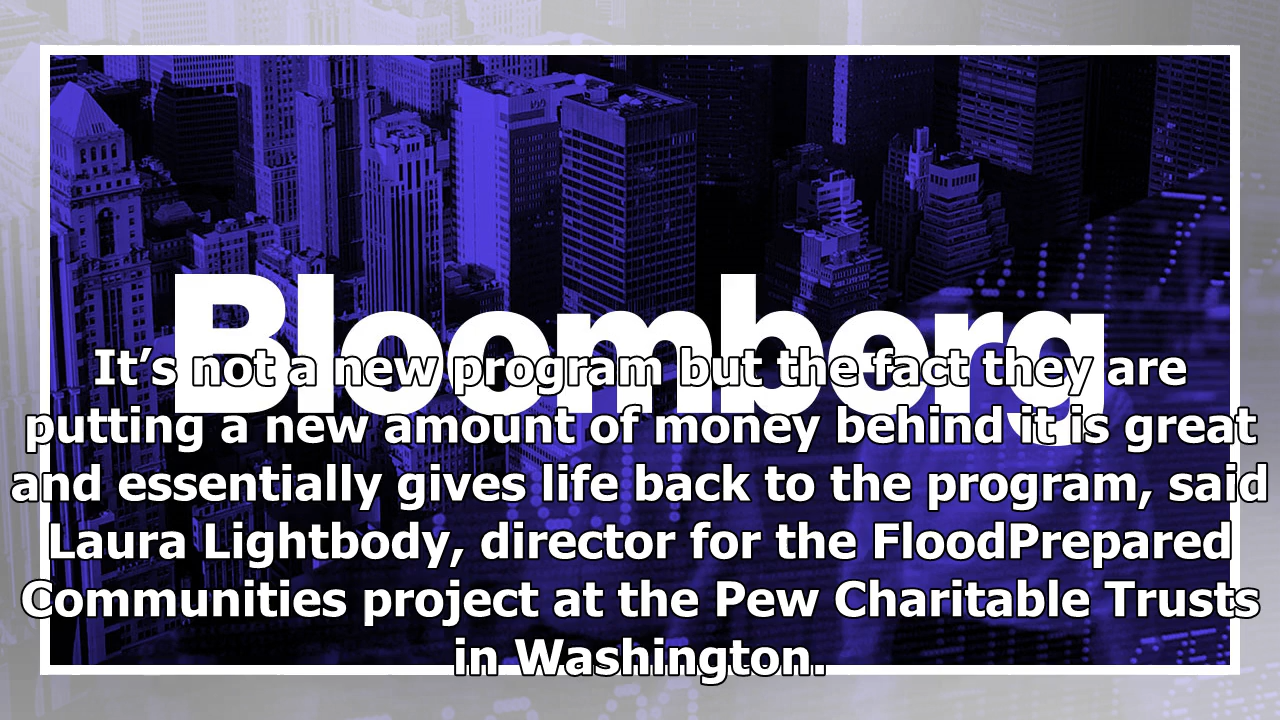 Bloomberg
It’s not a new program but the fact they are
putting a new amount of money behind it is great
and essentially gives life back to the program, said
Laura Lightbody, director for the FloodPrepared
Communities project at the Pew Charitable Trusts
in Washington.